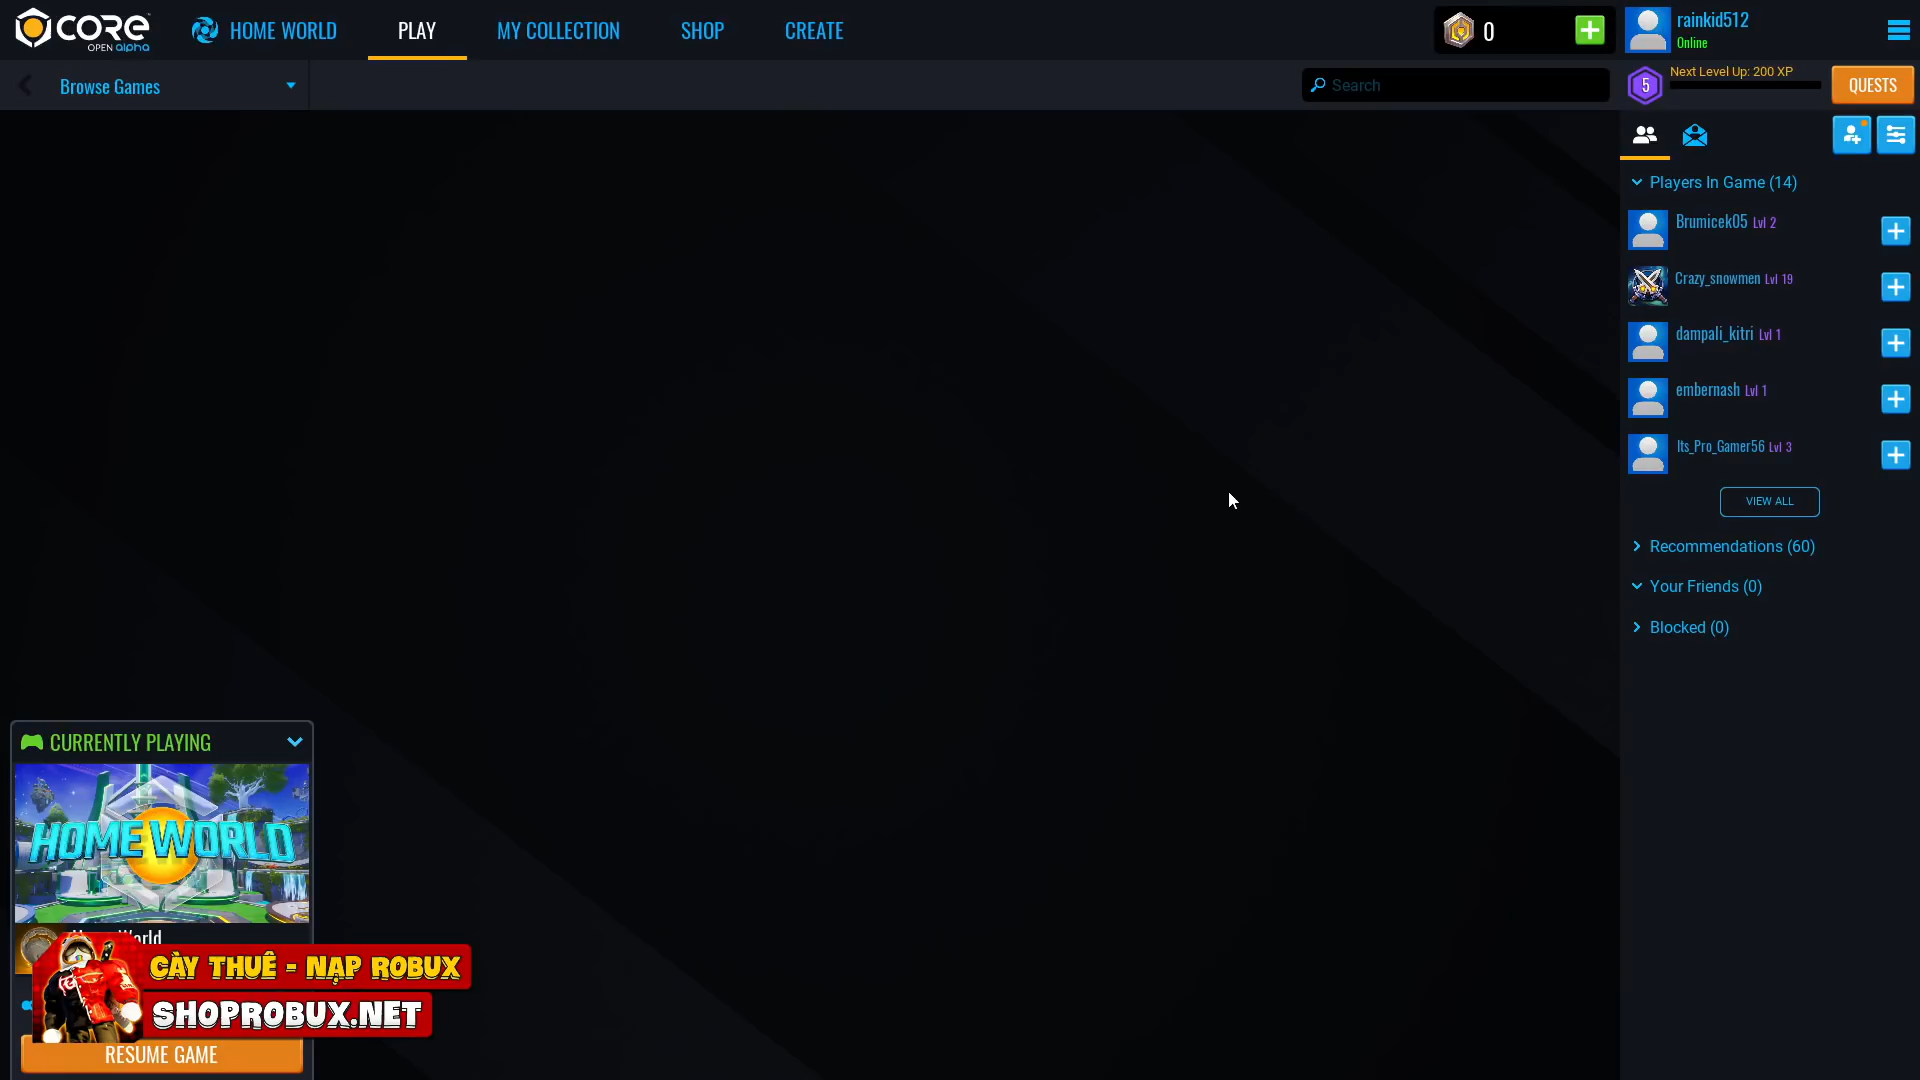 CORE
OPEN alpha
HOME WORLD
PLAY
MY COLLECTION
SHOP
CREATE
0
rainkid512
Online
Browse Games
Search
5
Next Level Up: 200 XP
QUESTS
Players In Game (14)
Brumicek05 Lvl 2
Crazy_snowmen Lvl 19
dampali_kitri Lvl 1
embernash Lvl 1
Its_Pro_Gamer56 Lvl 3
VIEW ALL
Recommendations (60)
Your Friends (0)
Blocked (0)
CURRENTLY PLAYING
HOME WORLD
CÀY THUÊ - NẠP ROBUX
SHOPROBUX.NET
RESUME GAME